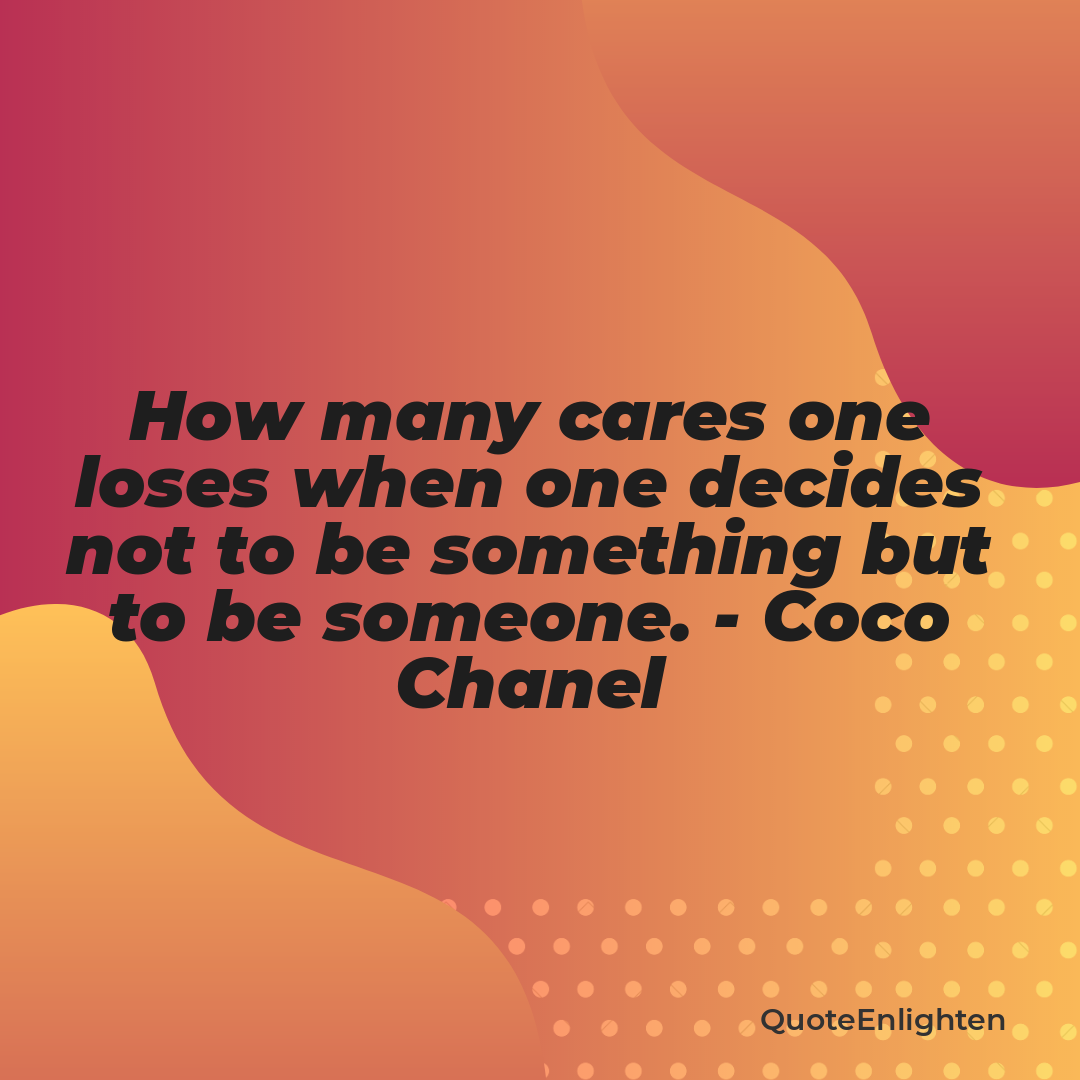 How many cares one
loses when one decides
not to be something but
to be someone. - Coco
Chanel
QuoteEnlighten